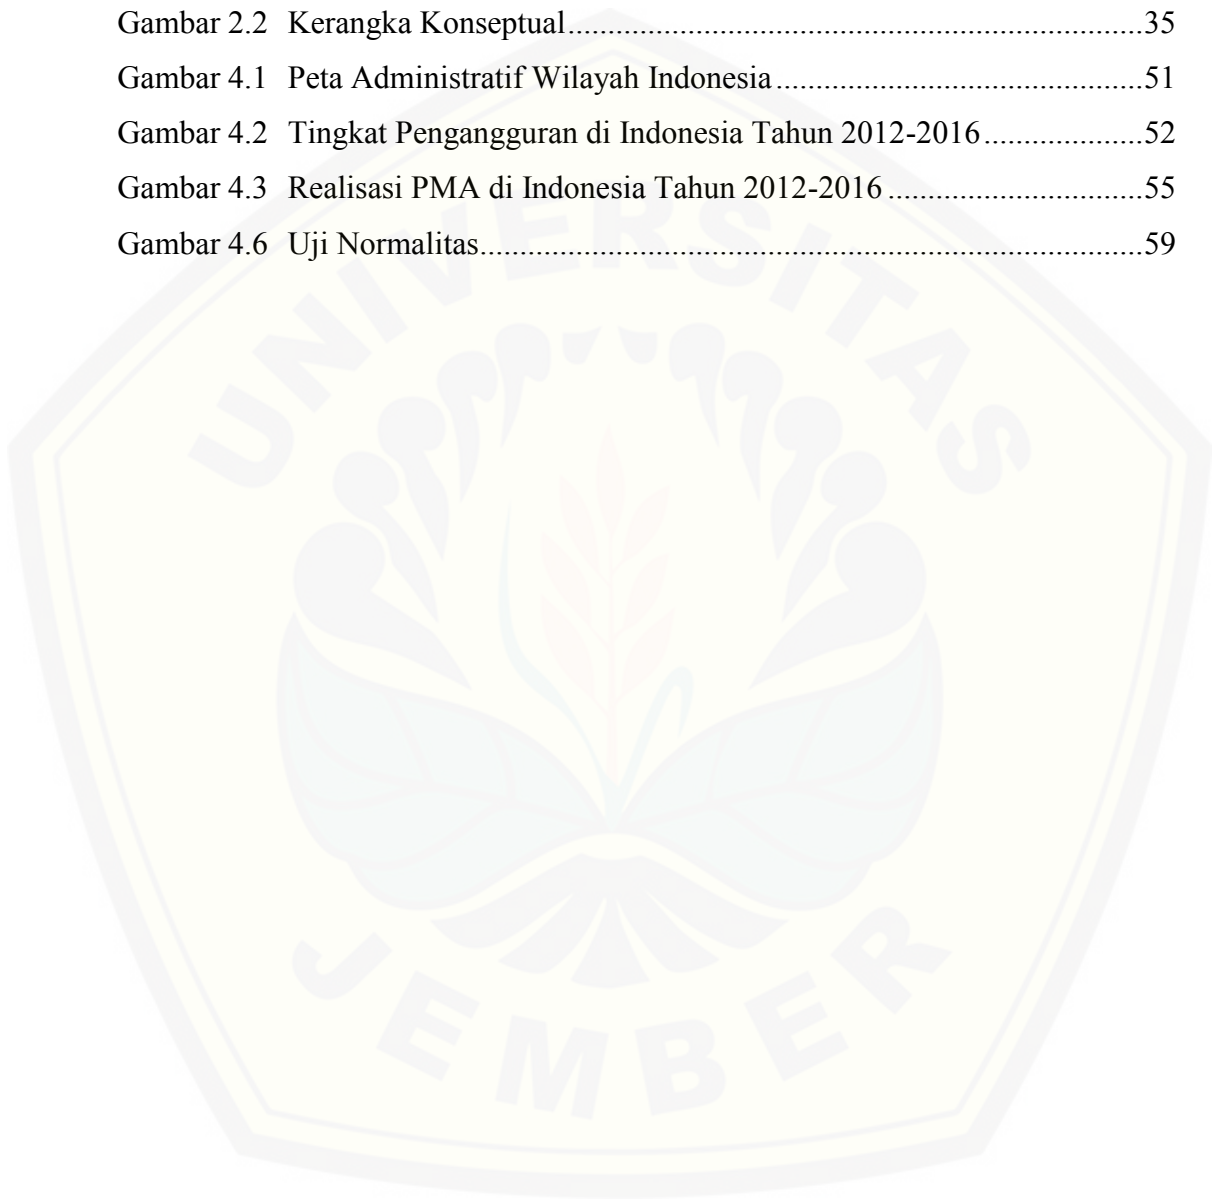 Gambar 2.2 Kerangka Konseptual........................................................................35
Gambar 4.1 Peta Administratif Wilayah Indonesia..............................................51
Gambar 4.2 Tingkat Pengangguran di Indonesia Tahun 2012-2016....................52
Gambar 4.3 Realisasi PMA di Indonesia Tahun 2012-2016................................55
Gambar 4.6 Uji Normalitas...................................................................................59
UNIVERSITAS
JEMBER